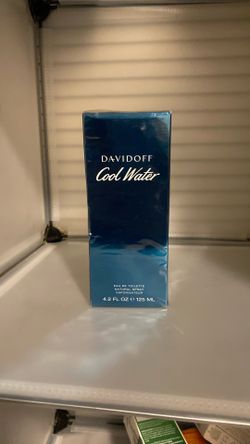 DAVIDOFF
Cool Water
EAU DE TOILETTE
NATURAL SPRAY
VAPORISATEUR
4.2 FL OZ ℮ 125 ML